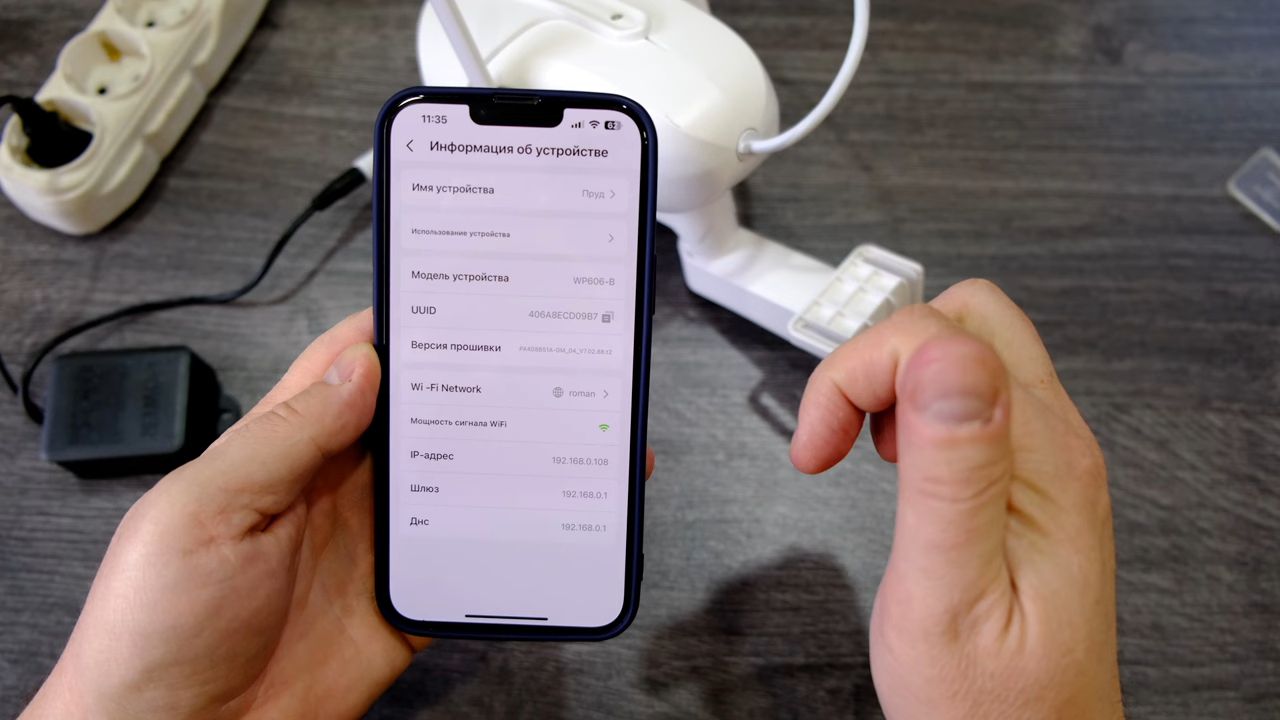 11:35
62
Информация об устройстве
Имя устройства Пруд
Использование устройства
Модель устройства WP606-B
UUID 406A8ECD09B7
Версия прошивки
Wi -Fi Network roman
Мощность сигнала WiFi
IP-адрес 192.168.0.108
Шлюз 192.168.0.1
Днс 192.168.0.1